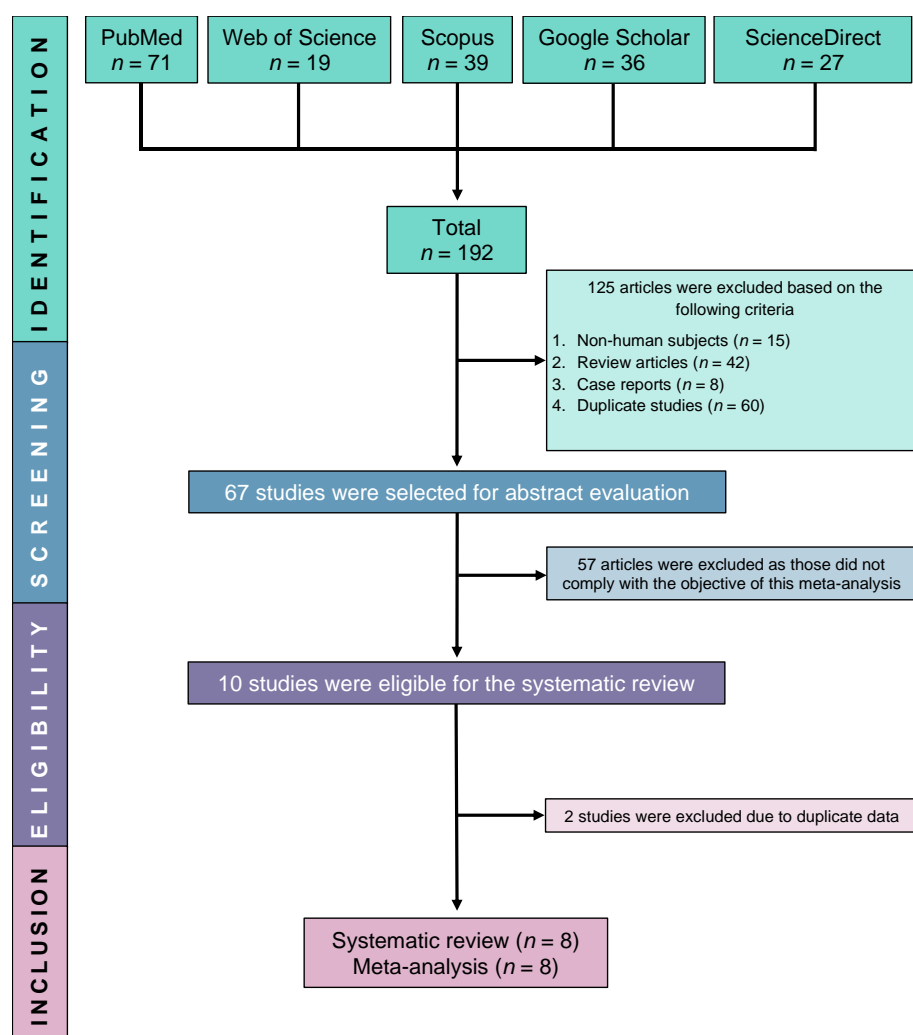 PubMed
n = 71
Web of Science
n = 19
Scopus
n = 39
Google Scholar
n = 36
ScienceDirect
n = 27
IDENTIFICATION
Total
n = 192
125 articles were excluded based on the
following criteria
1. Non-human subjects (n = 15)
2. Review articles (n = 42)
3. Case reports (n = 8)
4. Duplicate studies (n = 60)
SCREENING
67 studies were selected for abstract evaluation
57 articles were excluded as those did not
comply with the objective of this meta-analysis
ELIGIBILITY
10 studies were eligible for the systematic review
2 studies were excluded due to duplicate data
INCLUSION
Systematic review (n = 8)
Meta-analysis (n = 8)